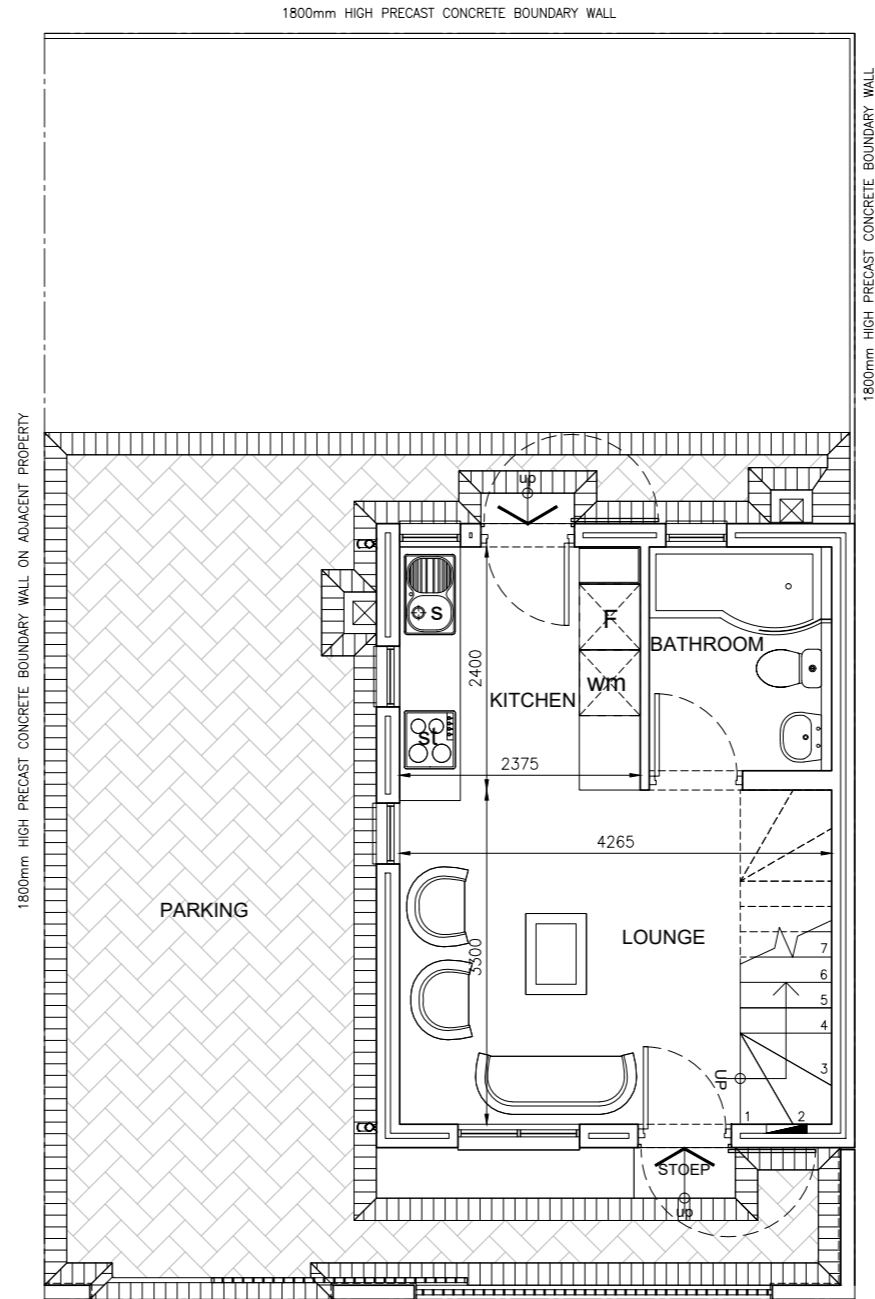 1800mm HIGH PRECAST CONCRETE BOUNDARY WALL
1800mm HIGH PRECAST CONCRETE BOUNDARY WALL
1800mm HIGH PRECAST CONCRETE BOUNDARY WALL ON ADJACENT PROPERTY
up
s
F
BATHROOM
2400
wm
KITCHEN
st
2375
4265
PARKING
LOUNGE
3300
7
6
5
4
3
UP
1
2
STOEP
up